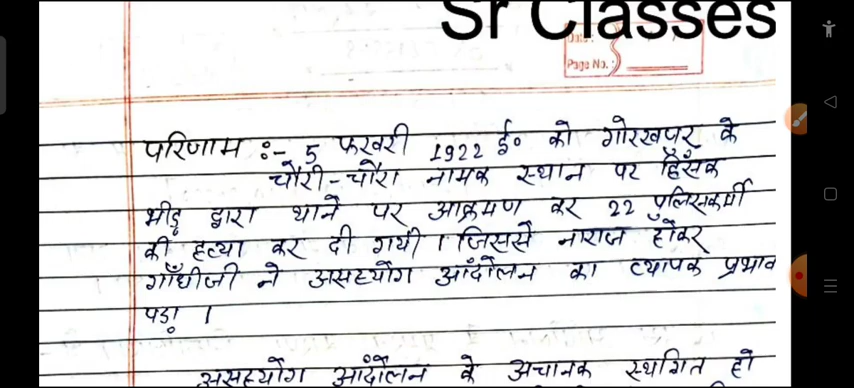 Sr Classes
Date :
Page No. :
परिणाम :- 5 फरवरी 1922 ई० को गोरखपुर के
चौरी-चौरा नामक स्थान पर हिंसक
भीड़ द्वारा थाने पर आक्रमण कर 22 पुलिसकर्मी
की हत्या कर दी गयी । जिससे नाराज होकर
गाँधीजी ने असहयोग आंदोलन का व्यापक प्रभाव
पड़ा ।
असहयोग आंदोलन के अचानक स्थगित हो